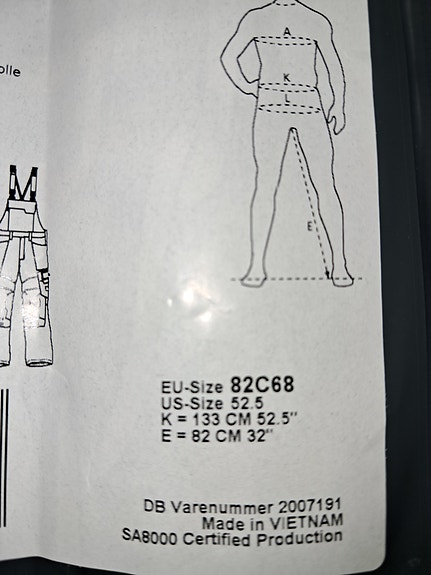 olle
A
K
L
E
EU-Size 82C68
US-Size 52.5
K = 133 CM 52.5"
E = 82 CM 32"
DB Varenummer 2007191
Made in VIETNAM
SA8000 Certified Production